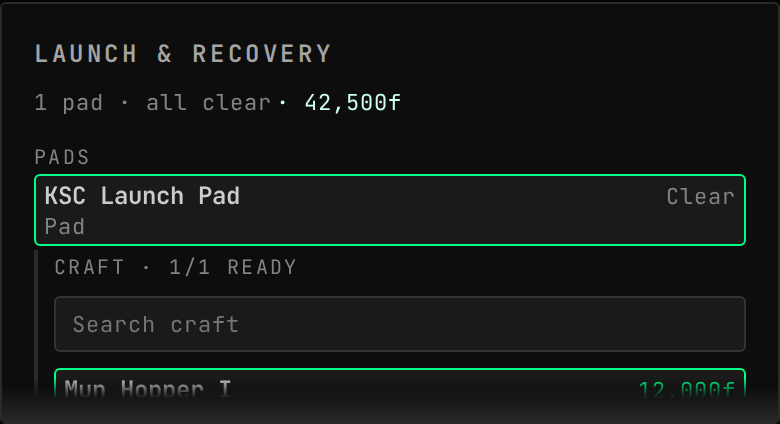 LAUNCH & RECOVERY
1 pad · all clear · 42,500f
PADS
KSC Launch Pad Clear
Pad
CRAFT · 1/1 READY
Search craft
Mun Hopper I 12,000f